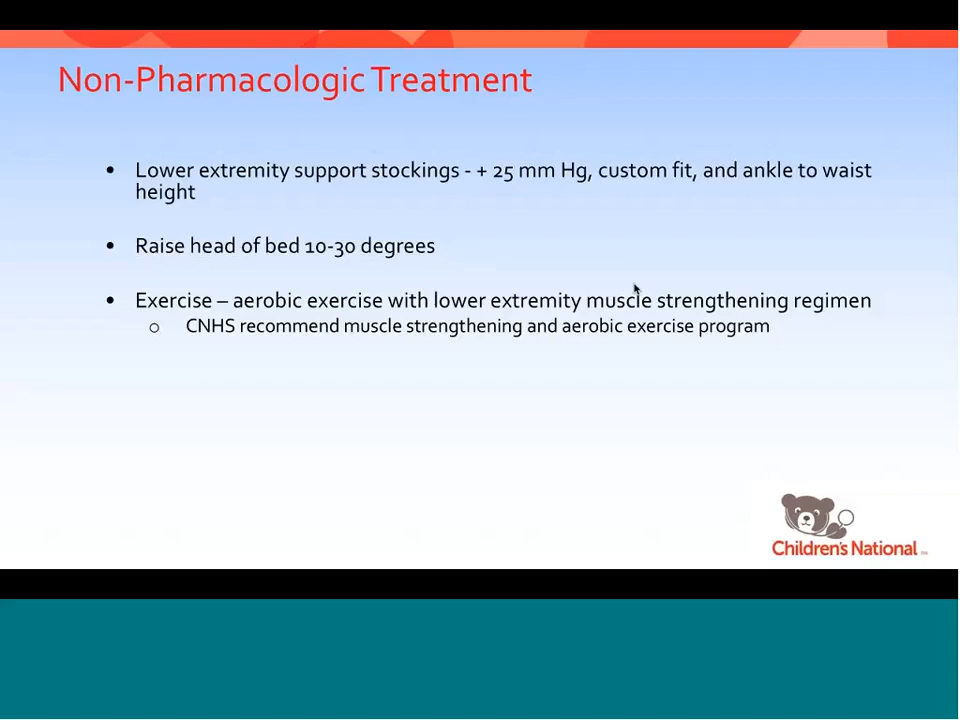 Non-Pharmacologic Treatment
• Lower extremity support stockings - + 25 mm Hg, custom fit, and ankle to waist
height
• Raise head of bed 10-30 degrees
• Exercise – aerobic exercise with lower extremity muscle strengthening regimen
o CNHS recommend muscle strengthening and aerobic exercise program
Children's National ™